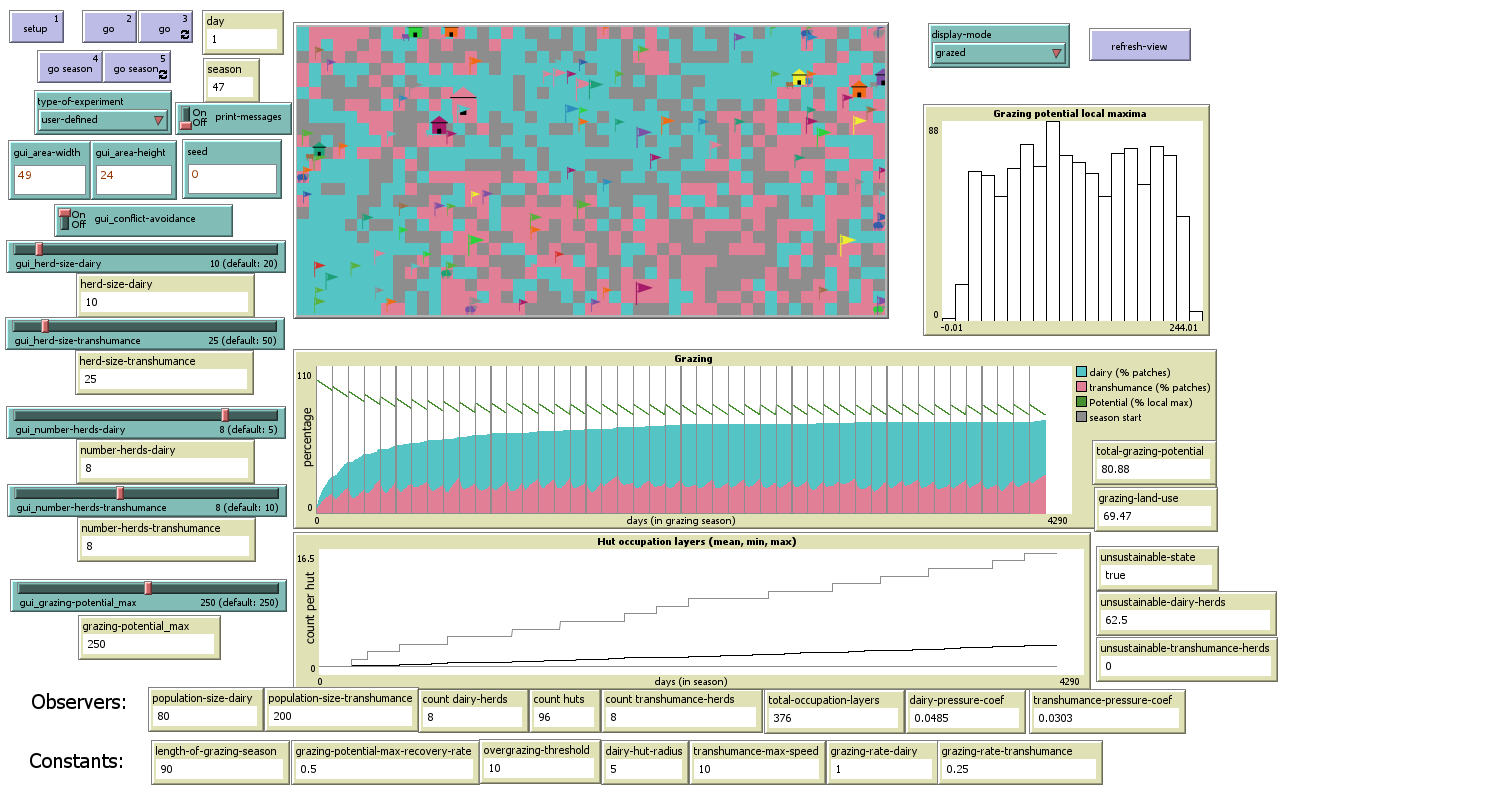 setup
1
go
2
go
3
day
1
go season
4
go season
5
season
47
type-of-experiment
user-defined
On
Off
print-messages
gui_area-width
49
gui_area-height
24
seed
0
On
Off
gui_conflict-avoidance
gui_herd-size-dairy
10 (default: 20)
herd-size-dairy
10
gui_herd-size-transhumance
25 (default: 50)
herd-size-transhumance
25
gui_number-herds-dairy
8 (default: 5)
number-herds-dairy
8
gui_number-herds-transhumance
8 (default: 10)
number-herds-transhumance
8
gui_grazing-potential_max
250 (default: 250)
grazing-potential_max
250
display-mode
grazed
refresh-view
Grazing potential local maxima
88
0
-0.01
244.01
Grazing
110
percentage
0
0
days (in grazing season)
4290
dairy (% patches)
transhumance (% patches)
Potential (% local max)
season start
total-grazing-potential
80.88
grazing-land-use
69.47
Hut occupation layers (mean, min, max)
16.5
count per hut
0
0
days (in season)
4290
unsustainable-state
true
unsustainable-dairy-herds
62.5
unsustainable-transhumance-herds
0
Observers:
population-size-dairy
80
population-size-transhumance
200
count dairy-herds
8
count huts
96
count transhumance-herds
8
total-occupation-layers
376
dairy-pressure-coef
0.0485
transhumance-pressure-coef
0.0303
Constants:
length-of-grazing-season
90
grazing-potential-max-recovery-rate
0.5
overgrazing-threshold
10
dairy-hut-radius
5
transhumance-max-speed
10
grazing-rate-dairy
1
grazing-rate-transhumance
0.25